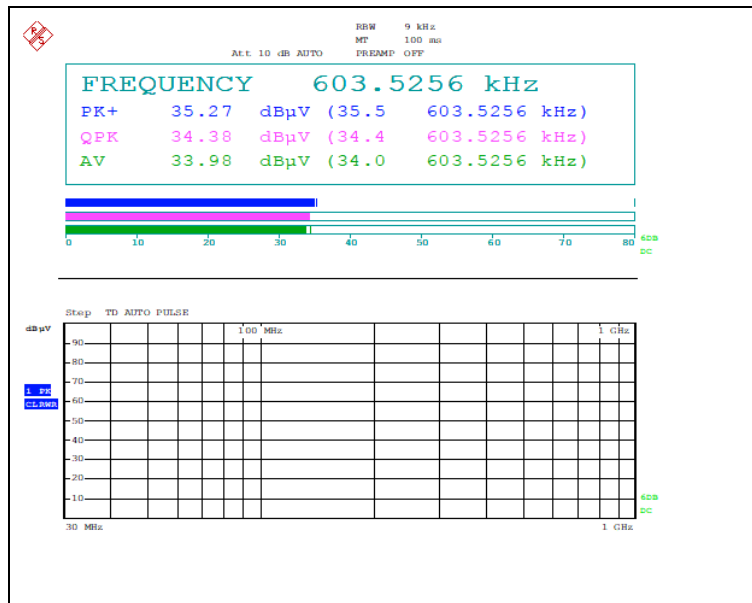 R S
RBW 9 kHz
MT 100 ms
Att 10 dB AUTO PREAMP OFF
FREQUENCY 603.5256 kHz
PK+ 35.27 dBµV (35.5 603.5256 kHz)
QPK 34.38 dBµV (34.4 603.5256 kHz)
AV 33.98 dBµV (34.0 603.5256 kHz)
0 10 20 30 40 50 60 70 80
6DB
DC
Step TD AUTO PULSE
dBµV
100 MHz 1 GHz
90
80
70
1 PK
CLRWR
60
50
40
30
20
10
6DB
DC
30 MHz 1 GHz